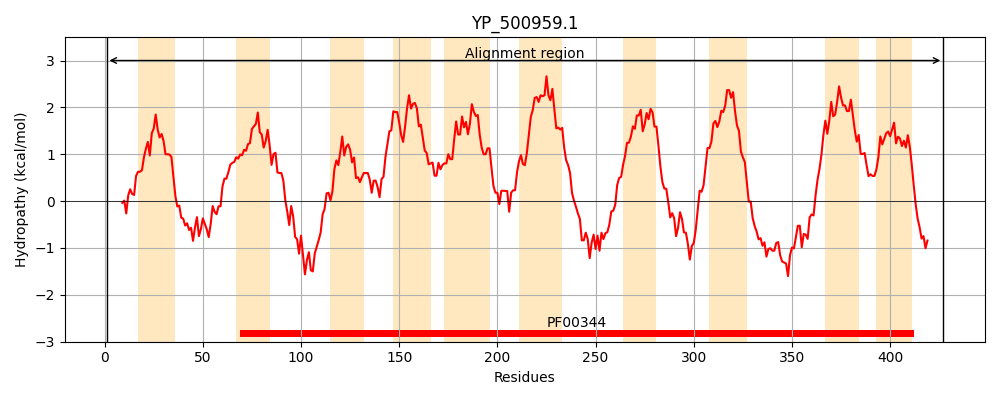 YP_500959.1
Alignment region
3
2
1
0
−1
−2
−3
Hydropathy (kcal/mol)
PF00344
0 50 100 150 200 250 300 350 400
Residues